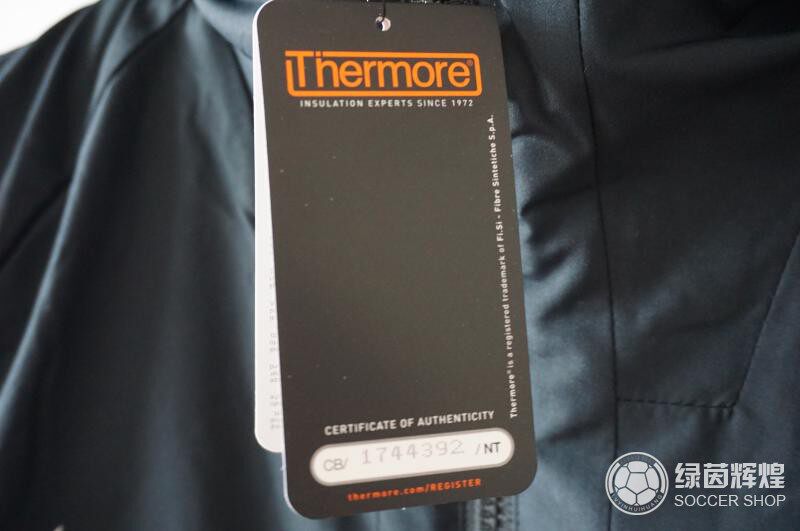 Thermore®
INSULATION EXPERTS SINCE 1972
Thermore® is a registered trademark of Fi.Si - Fibre Sintetiche S.p.A.
CERTIFICATE OF AUTHENTICITY
CB/ 1744392 /NT
thermore.com/REGISTER
绿茵辉煌
SOCCER SHOP
LUYINHUIHUANG